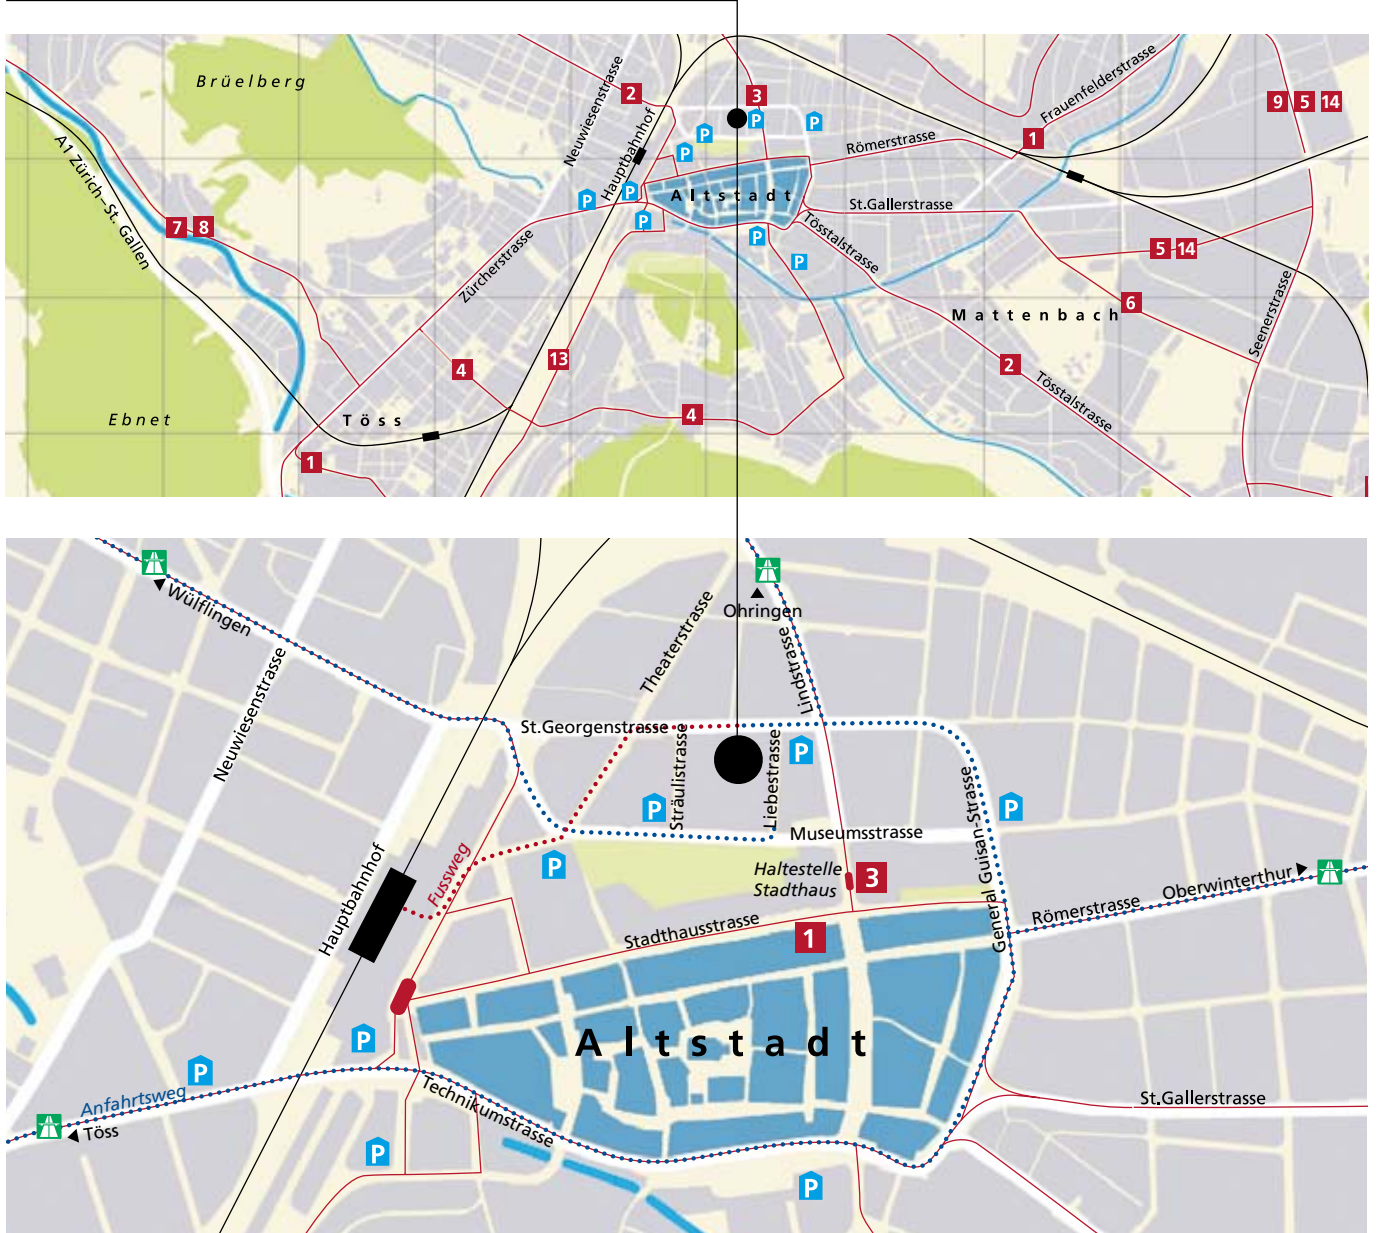 Brüelberg
Neuwiesenstrasse
2
3
Frauenfelderstrasse
9 5 14
P
P
P
Hauptbahnhof
Römerstrasse
1
A1 Zürich–St. Gallen
P
P
P
Altstadt
St.Gallerstrasse
7 8
P
Tösstalstrasse
P
5 14
Zürcherstrasse
P
6
Mattenbach
Seenerstrasse
13
4
2
Tösstalstrasse
Ebnet
Töss
4
1
Wülflingen
Ohringen
Theaterstrasse
Lindstrasse
Neuwiesenstrasse
St.Georgenstrasse
Sträulistrasse
Liebestrasse
P
P
P
General Guisan-Strasse
Museumsstrasse
Fussweg
P
Haltestelle
Stadthaus
3
Oberwinterthur
Hauptbahnhof
Römerstrasse
Stadthausstrasse
1
P
Altstadt
P
Anfahrtsweg
Technikumstrasse
St.Gallerstrasse
Töss
P
P